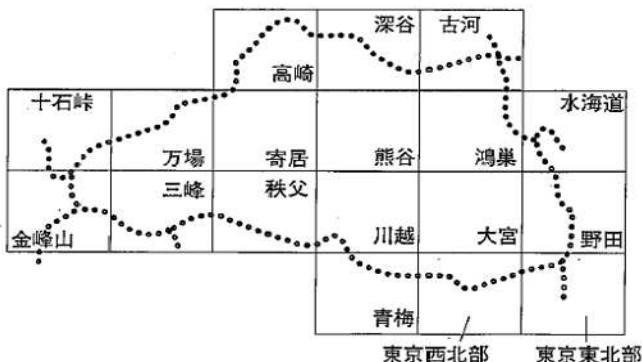 深谷 古河
高崎
十石峠 水海道
万場 寄居 熊谷 鴻巣
三峰 秩父
金峰山 川越 大宮 野田
青梅
東京西北部 東京東北部